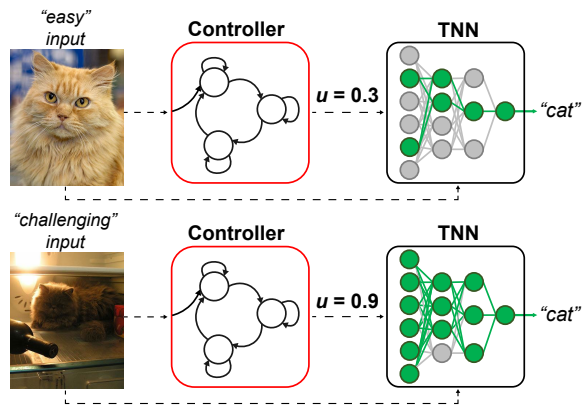 “easy”
input
Controller
TNN
u = 0.3
“cat”
“challenging”
input
Controller
TNN
u = 0.9
“cat”